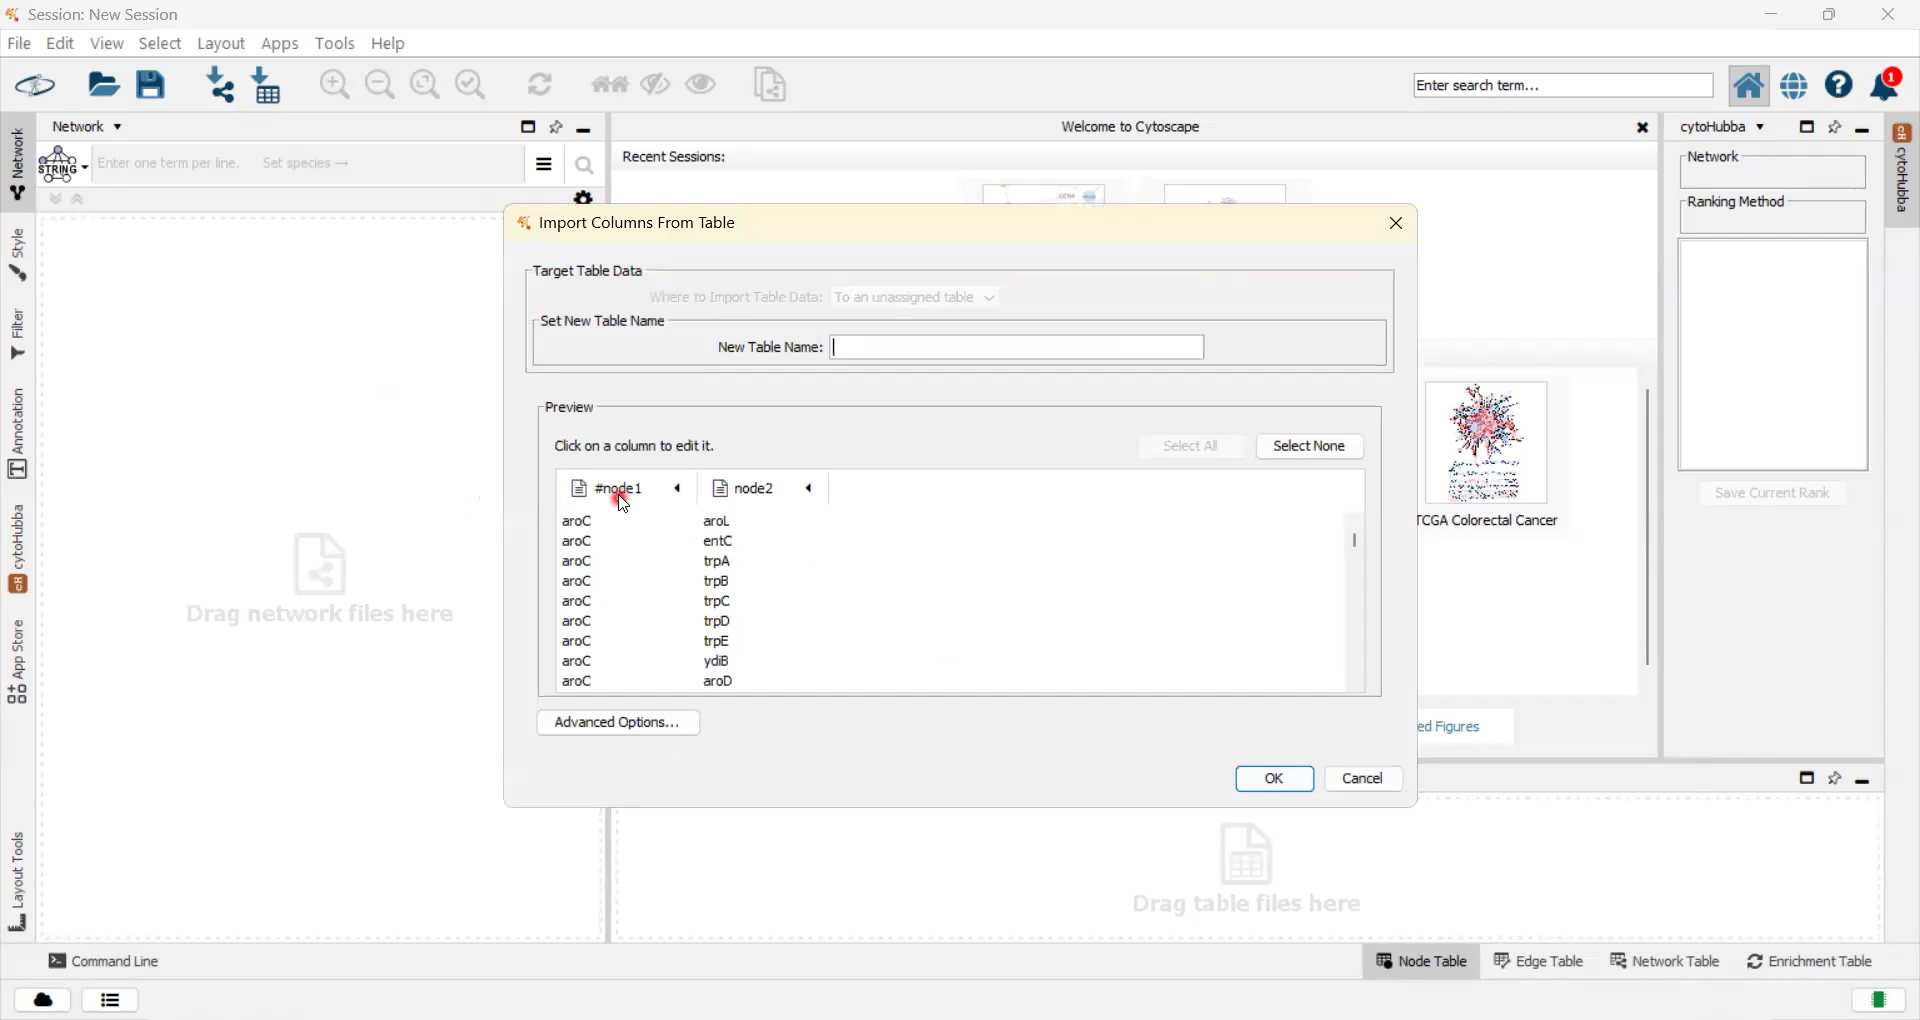 Session: New Session
File Edit View Select Layout Apps Tools Help
Enter search term...
1
Network
Welcome to Cytoscape
cytoHubba
STRING
Enter one term per line. Set species →
Recent Sessions:
Network
Ranking Method
Save Current Rank
Network
Style
Filter
Annotation
cytoHubba
App Store
Layout Tools
cH cytoHubba
Drag network files here
Import Columns From Table
Target Table Data
Where to Import Table Data: To an unassigned table
Set New Table Name
New Table Name:
Preview
Click on a column to edit it.
Select All
Select None
#node1 node2
aroC aroL
aroC entC
aroC trpA
aroC trpB
aroC trpC
aroC trpD
aroC trpE
aroC ydiB
aroC aroD
Advanced Options...
OK
Cancel
TCGA Colorectal Cancer
ed Figures
Drag table files here
Command Line
Node Table
Edge Table
Network Table
Enrichment Table